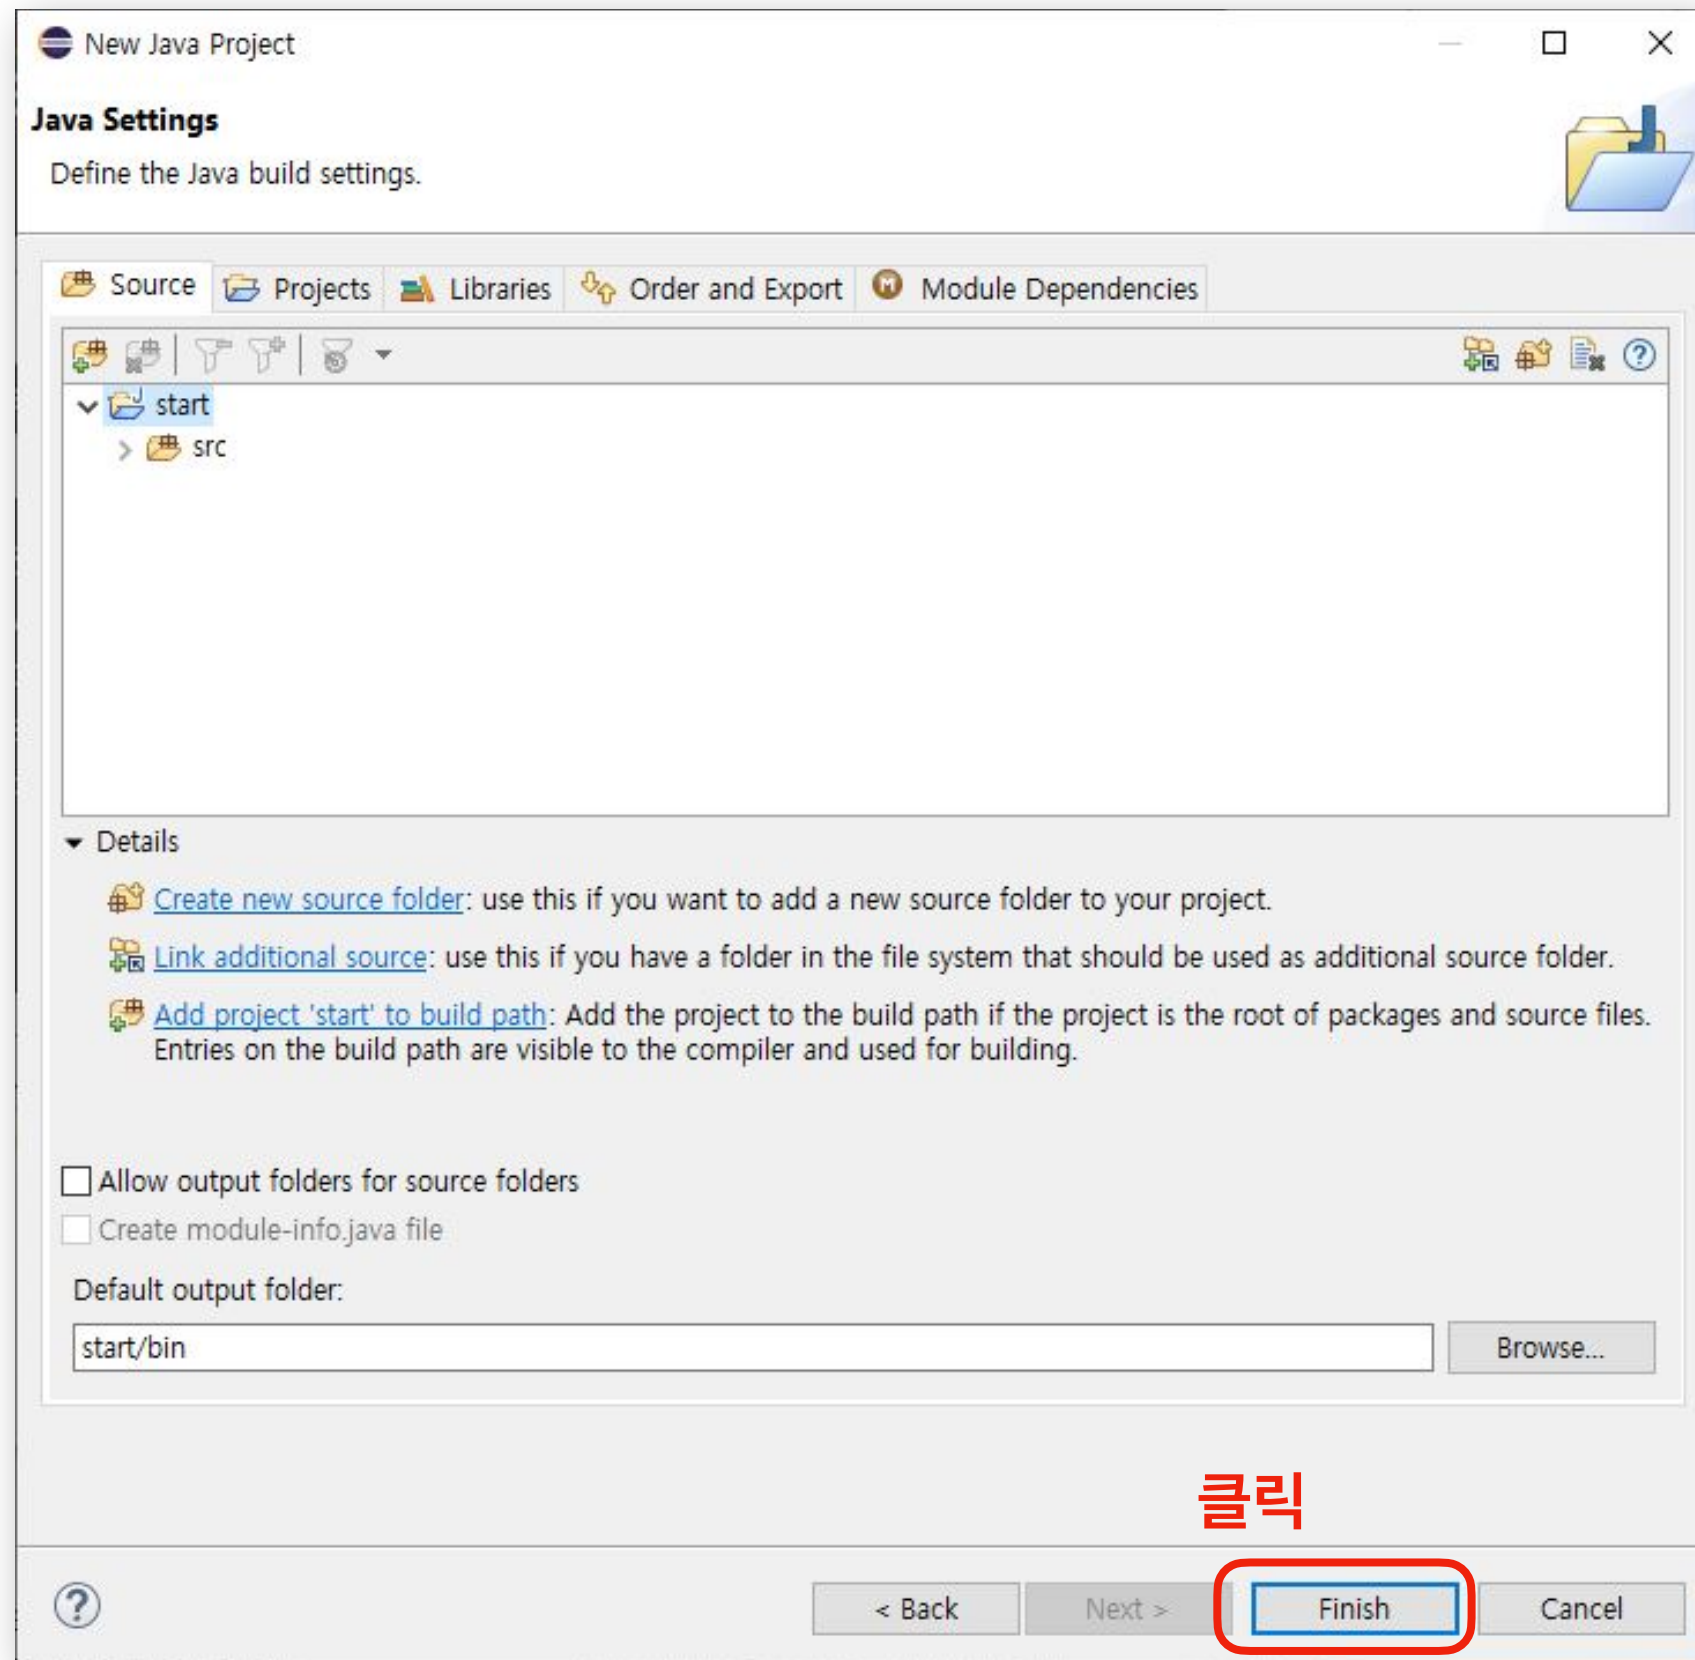 New Java Project
Java Settings
Define the Java build settings.
Source Projects Libraries Order and Export Module Dependencies
start
src
Details
Create new source folder: use this if you want to add a new source folder to your project.
Link additional source: use this if you have a folder in the file system that should be used as additional source folder.
Add project 'start' to build path: Add the project to the build path if the project is the root of packages and source files.
Entries on the build path are visible to the compiler and used for building.
Allow output folders for source folders
Create module-info.java file
Default output folder:
start/bin Browse...
클릭
< Back Next > Finish Cancel